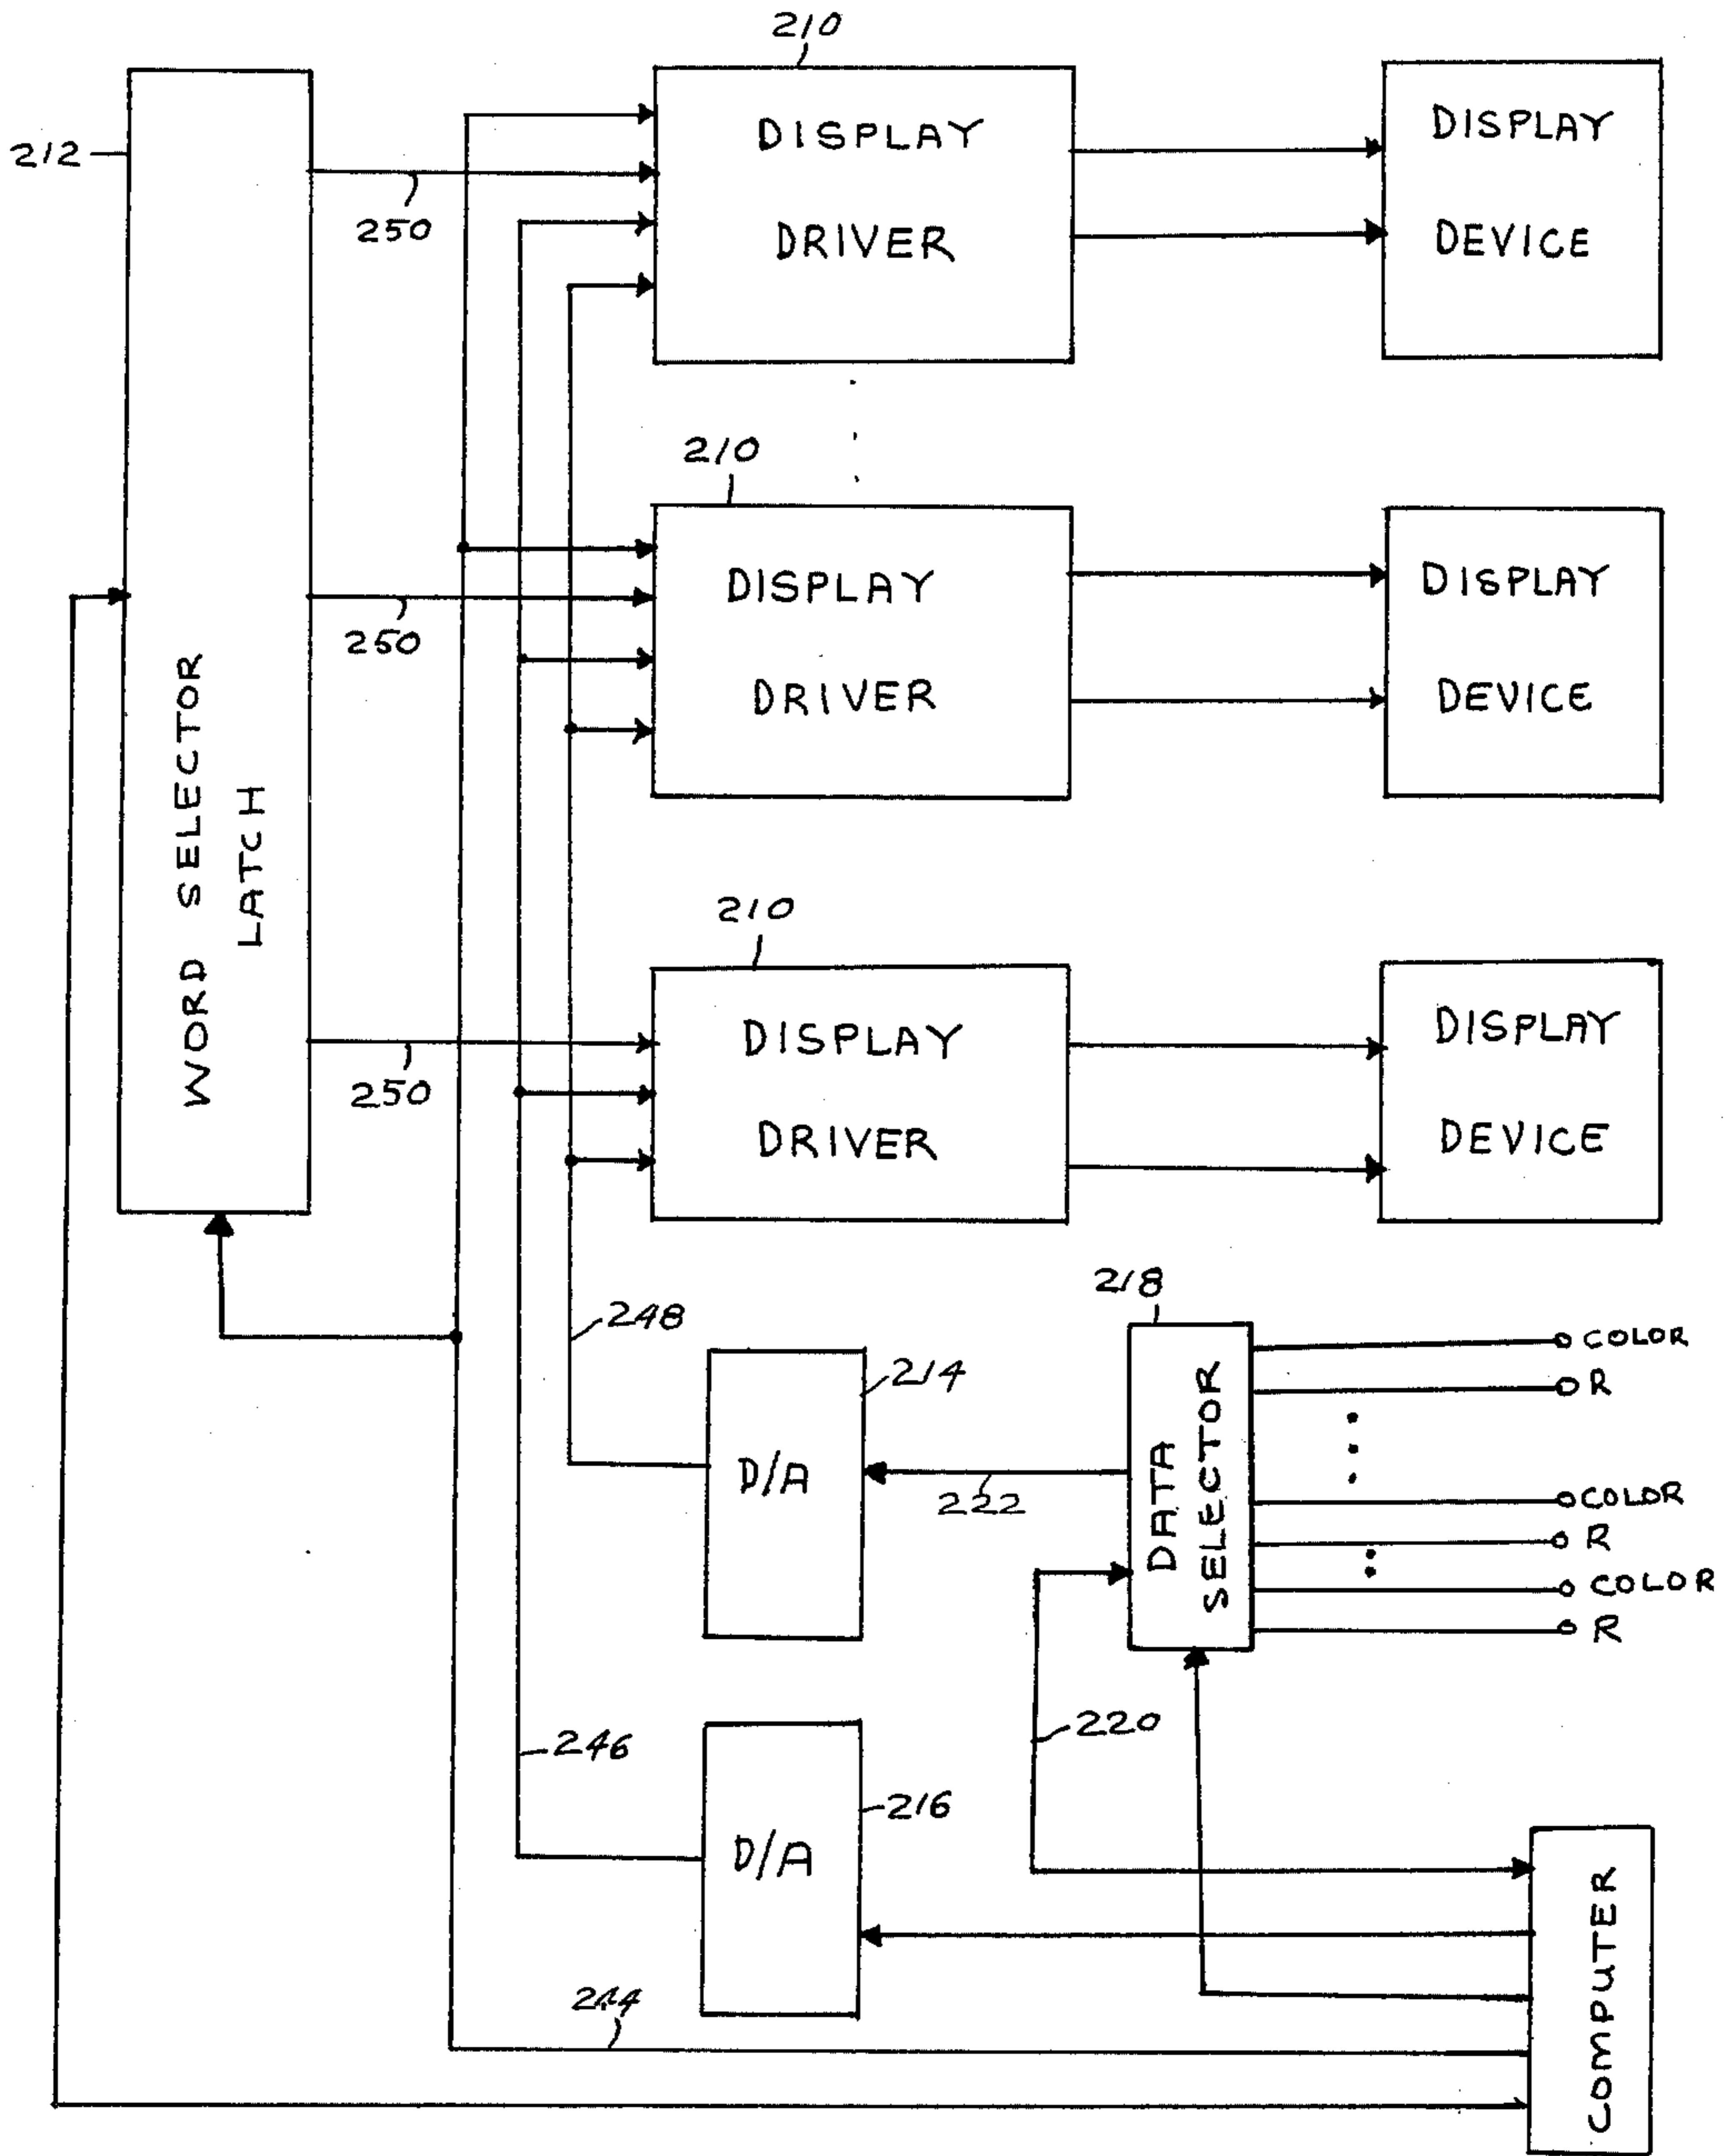 210
212
DISPLAY
DRIVER
DISPLAY
DEVICE
250
210
DISPLAY
DRIVER
DISPLAY
DEVICE
250
WORD SELECTOR
LATCH
210
DISPLAY
DRIVER
DISPLAY
DEVICE
250
218
248
214
D/A
222
DATA
SELECTOR
COLOR
R
COLOR
R
COLOR
R
220
246
216
D/A
244
COMPUTER